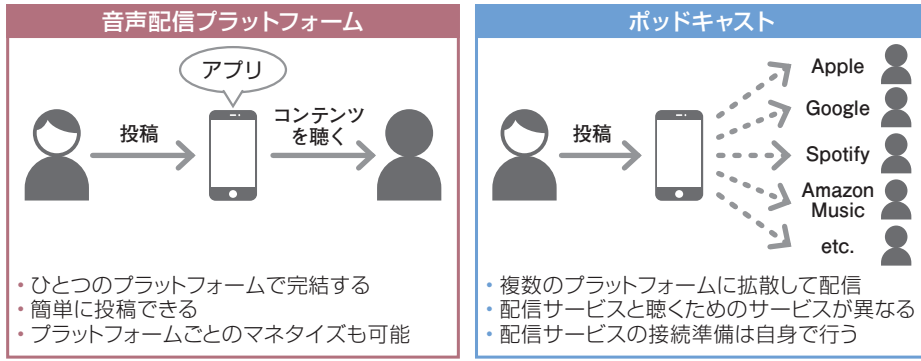 音声配信プラットフォーム
アプリ
投稿
コンテンツ
を聴く
・ひとつのプラットフォームで完結する
・簡単に投稿できる
・プラットフォームごとのマネタイズも可能
ポッドキャスト
投稿
Apple
Google
Spotify
Amazon
Music
etc.
・複数のプラットフォームに拡散して配信
・配信サービスと聴くためのサービスが異なる
・配信サービスの接続準備は自身で行う